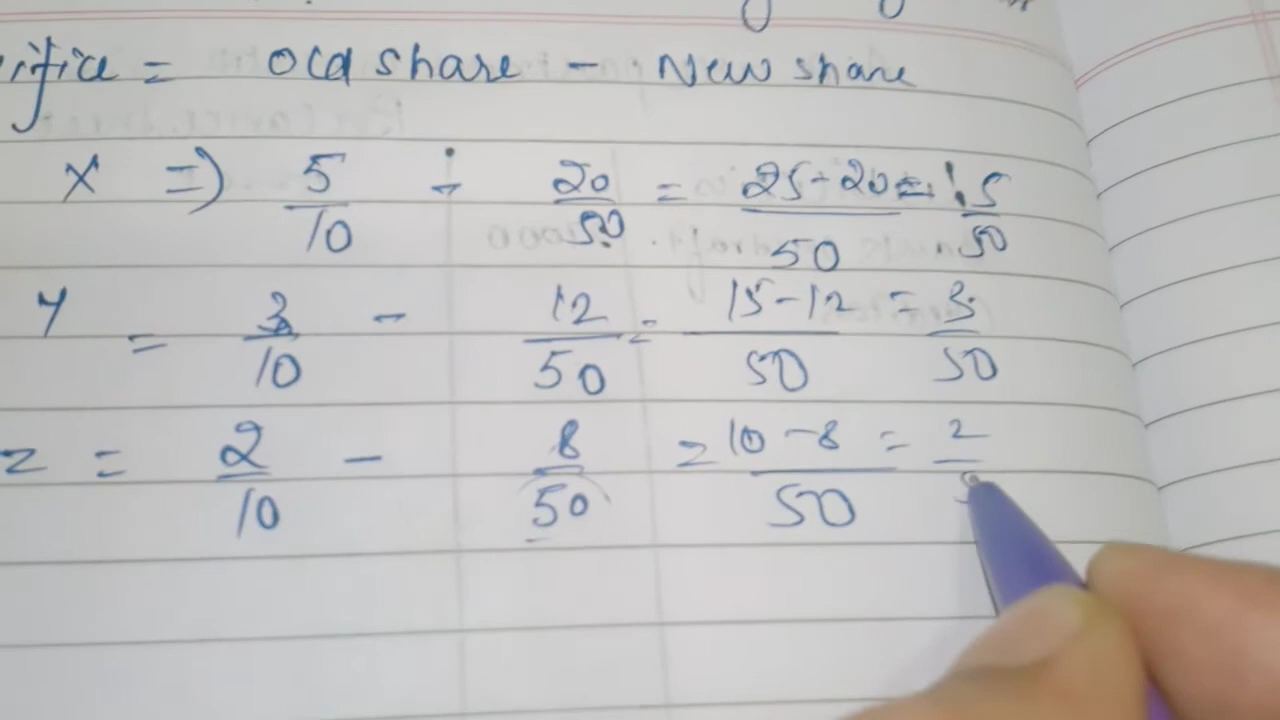 ifice = Old share - New share
X => 5/10 - 20/50 = 25-20/50 = 5/50
Y = 3/10 - 12/50 = 15-12/50 = 3/50
Z = 2/10 - 8/50 = 10-8/50 = 2/